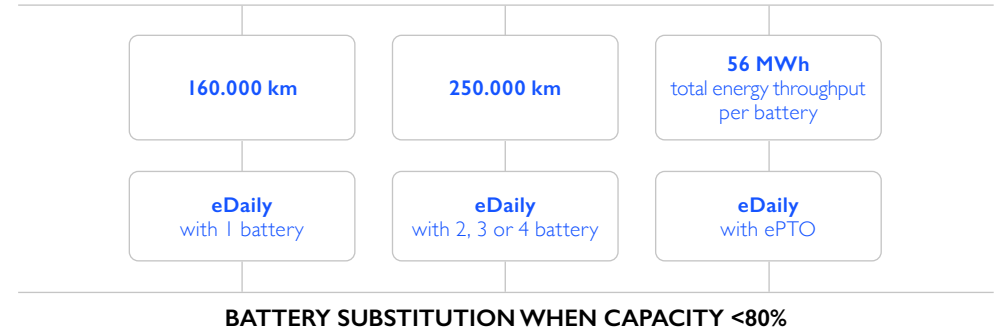 160.000 km
250.000 km
56 MWh
total energy throughput
per battery
eDaily
with 1 battery
eDaily
with 2, 3 or 4 battery
eDaily
with ePTO
BATTERY SUBSTITUTION WHEN CAPACITY <80%